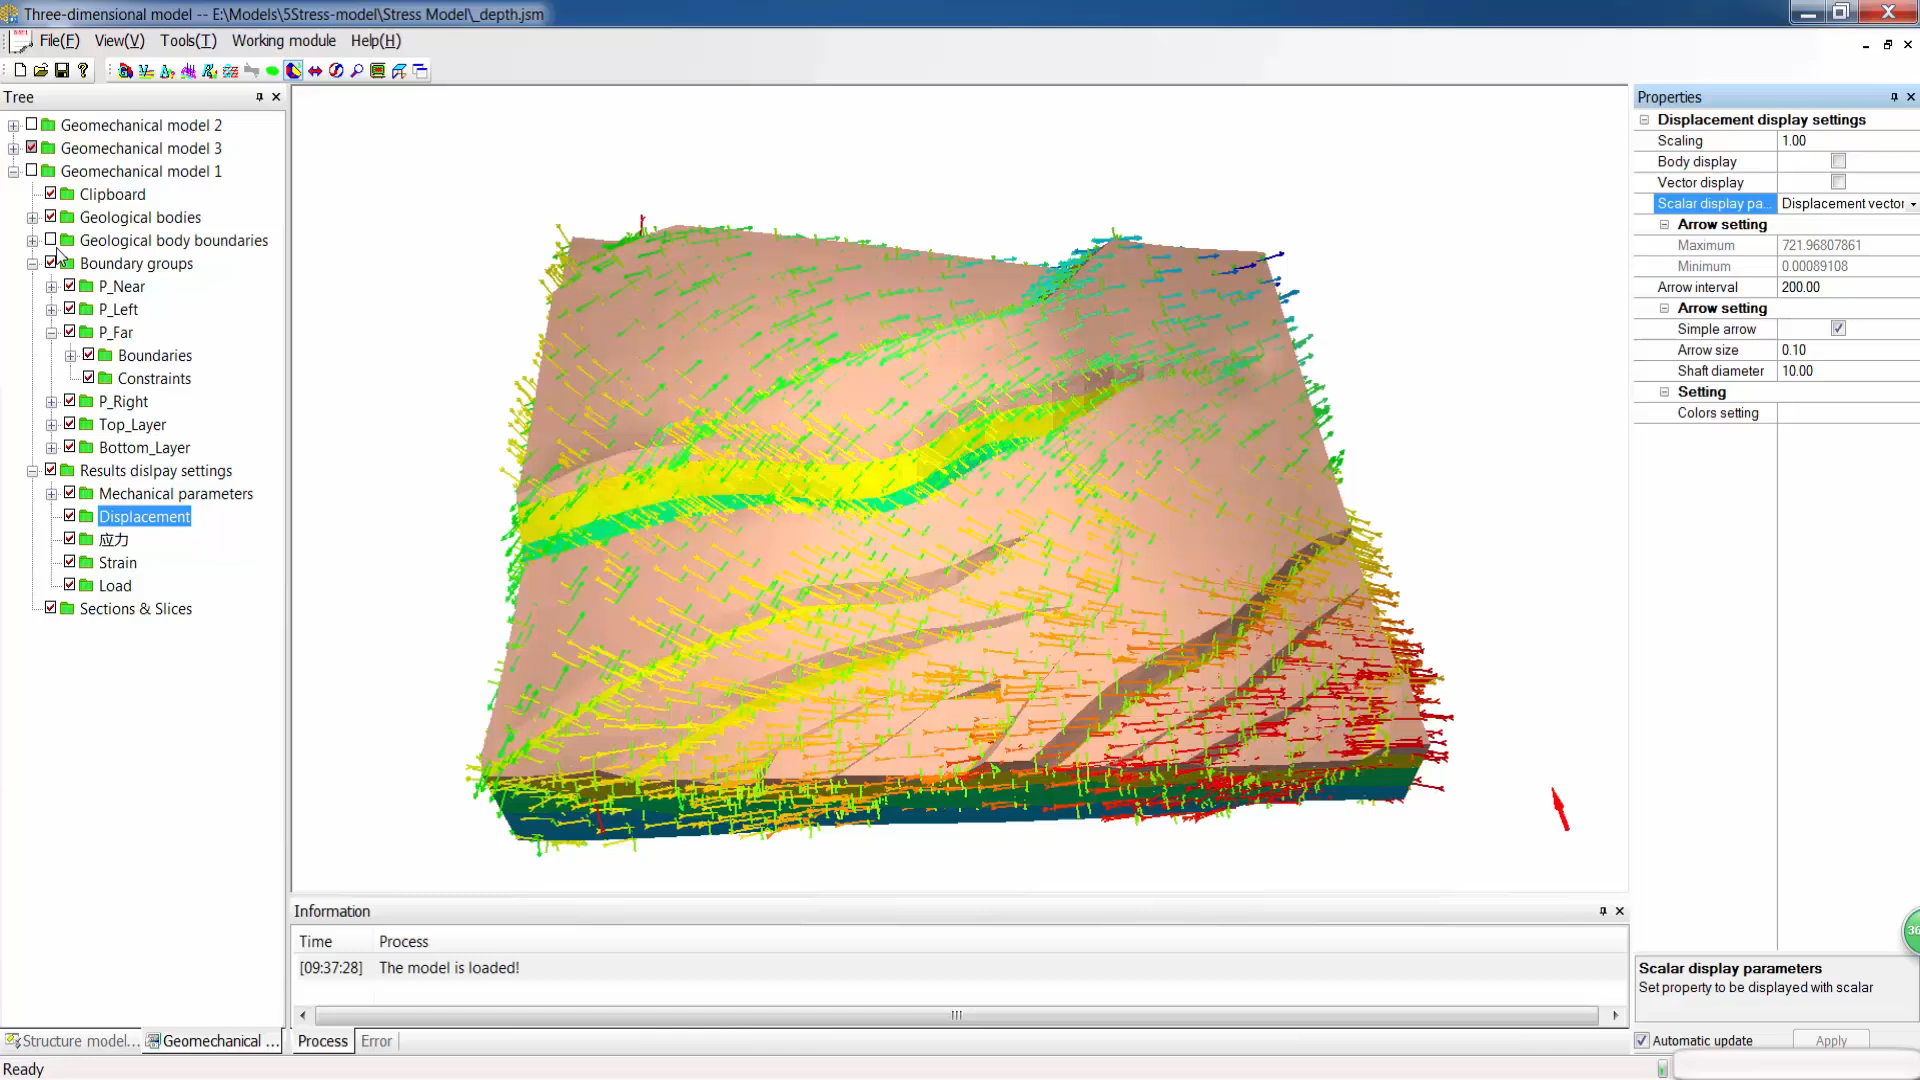 Three-dimensional model -- E:\Models\5Stress-model\Stress Model\_depth.jsm
File(F) View(V) Tools(T) Working module Help(H)
Tree
Geomechanical model 2
Geomechanical model 3
Geomechanical model 1
Clipboard
Geological bodies
Geological body boundaries
Boundary groups
P_Near
P_Left
P_Far
Boundaries
Constraints
P_Right
Top_Layer
Bottom_Layer
Results dislpay settings
Mechanical parameters
Displacement
应力
Strain
Load
Sections & Slices
Structure model...
Geomechanical ...
Information
Time Process
[09:37:28] The model is loaded!
Process
Error
Properties
Displacement display settings
Scaling 1.00
Body display
Vector display
Scalar display pa... Displacement vector
Arrow setting
Maximum 721.96807861
Minimum 0.00089108
Arrow interval 200.00
Arrow setting
Simple arrow
Arrow size 0.10
Shaft diameter 10.00
Setting
Colors setting
36
Scalar display parameters
Set property to be displayed with scalar
Automatic update
Apply
Ready